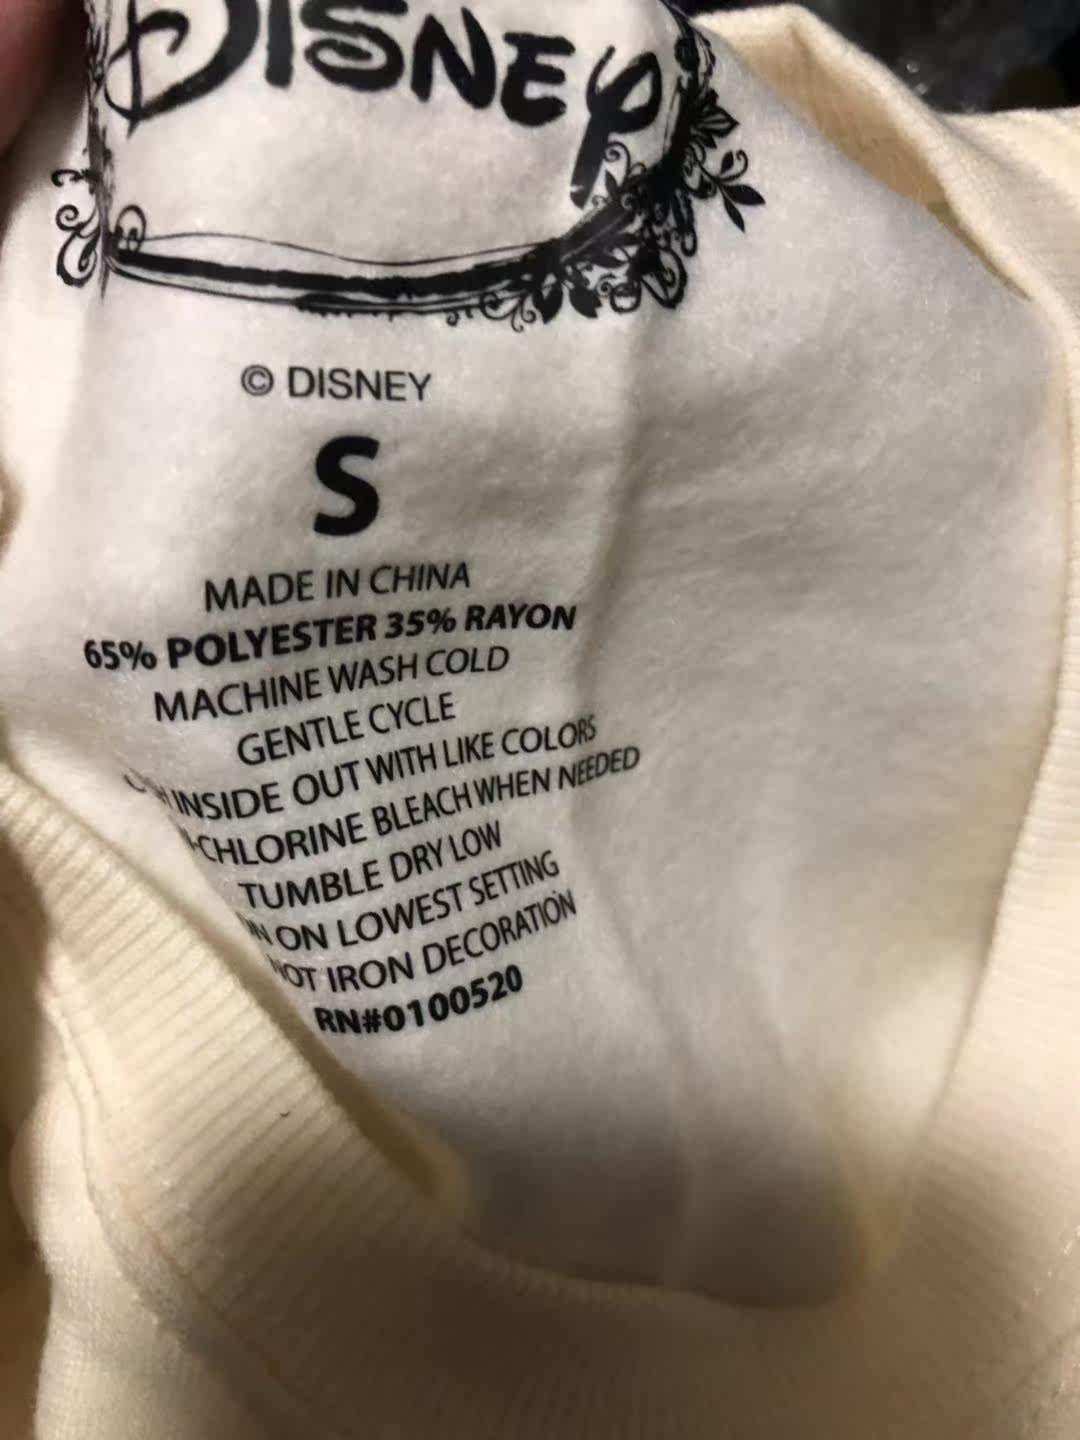 DISNEY
© DISNEY
S
MADE IN CHINA
65% POLYESTER 35% RAYON
MACHINE WASH COLD
GENTLE CYCLE
INSIDE OUT WITH LIKE COLORS
-CHLORINE BLEACH WHEN NEEDED
TUMBLE DRY LOW
ON LOWEST SETTING
NOT IRON DECORATION
RN#0100520